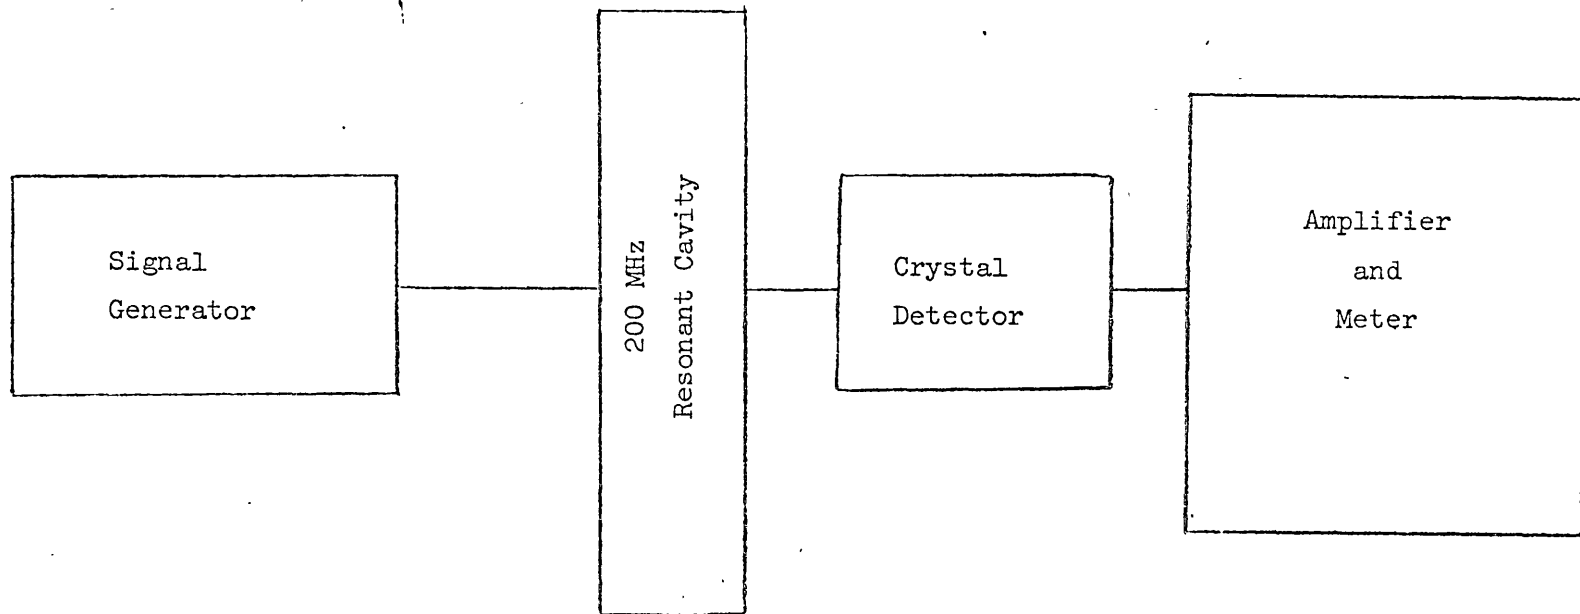 Signal
Generator
200 MHz
Resonant Cavity
Crystal
Detector
Amplifier
and
Meter